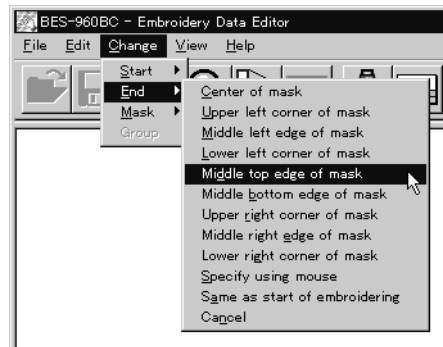 BES-960BC - Embroidery Data Editor
File Edit Change View Help
Start
End
Mask
Group
Center of mask
Upper left corner of mask
Middle left edge of mask
Lower left corner of mask
Middle top edge of mask
Middle bottom edge of mask
Upper right corner of mask
Middle right edge of mask
Lower right corner of mask
Specify using mouse
Same as start of embroidering
Cancel